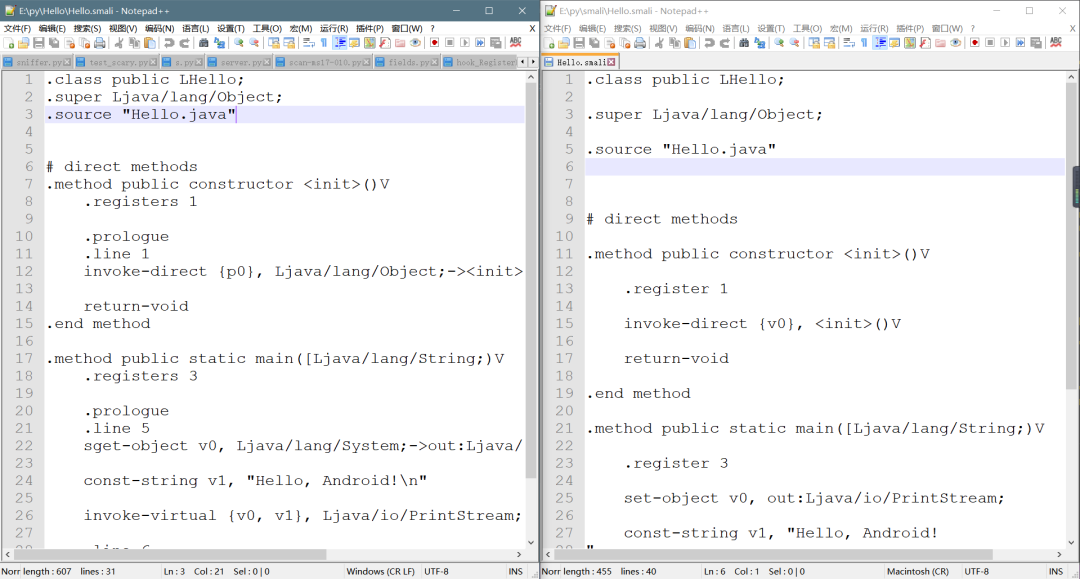 E:\py\Hello\Hello.smali - Notepad++
文件(F) 编辑(E) 搜索(S) 视图(V) 编码(N) 语言(L) 设置(T) 工具(O) 宏(M) 运行(R) 插件(P) 窗口(W) ? X
sniffer.py test_scary.py s.py server.py scan-ms17-010.py fields.py hook_Register
1 .class public LHello;
2 .super Ljava/lang/Object;
3 .source "Hello.java"
4
5
6 # direct methods
7 .method public constructor <init>()V
8 .registers 1
9
10 .prologue
11 .line 1
12 invoke-direct {p0}, Ljava/lang/Object;-><init>
13
14 return-void
15 .end method
16
17 .method public static main([Ljava/lang/String;)V
18 .registers 3
19
20 .prologue
21 .line 5
22 sget-object v0, Ljava/lang/System;->out:Ljava/
23
24 const-string v1, "Hello, Android!\n"
25
26 invoke-virtual {v0, v1}, Ljava/io/PrintStream;
27
28 .line 6
Norr length : 607 lines : 31 Ln : 3 Col : 21 Sel : 0 | 0 Windows (CR LF) UTF-8 INS
E:\py\smali\Hello.smali - Notepad++
文件(F) 编辑(E) 搜索(S) 视图(V) 编码(N) 语言(L) 设置(T) 工具(O) 宏(M) 运行(R) 插件(P) 窗口(W) ? X
Hello.smali
1 .class public LHello;
2
3 .super Ljava/lang/Object;
4
5 .source "Hello.java"
6
7
8
9 # direct methods
10
11 .method public constructor <init>()V
12
13 .register 1
14
15 invoke-direct {v0}, <init>()V
16
17 return-void
18
19 .end method
20
21 .method public static main([Ljava/lang/String;)V
22
23 .register 3
24
25 set-object v0, out:Ljava/io/PrintStream;
26
27 const-string v1, "Hello, Android!
28 "
Norr length : 455 lines : 40 Ln : 6 Col : 1 Sel : 0 | 0 Macintosh (CR) UTF-8 INS